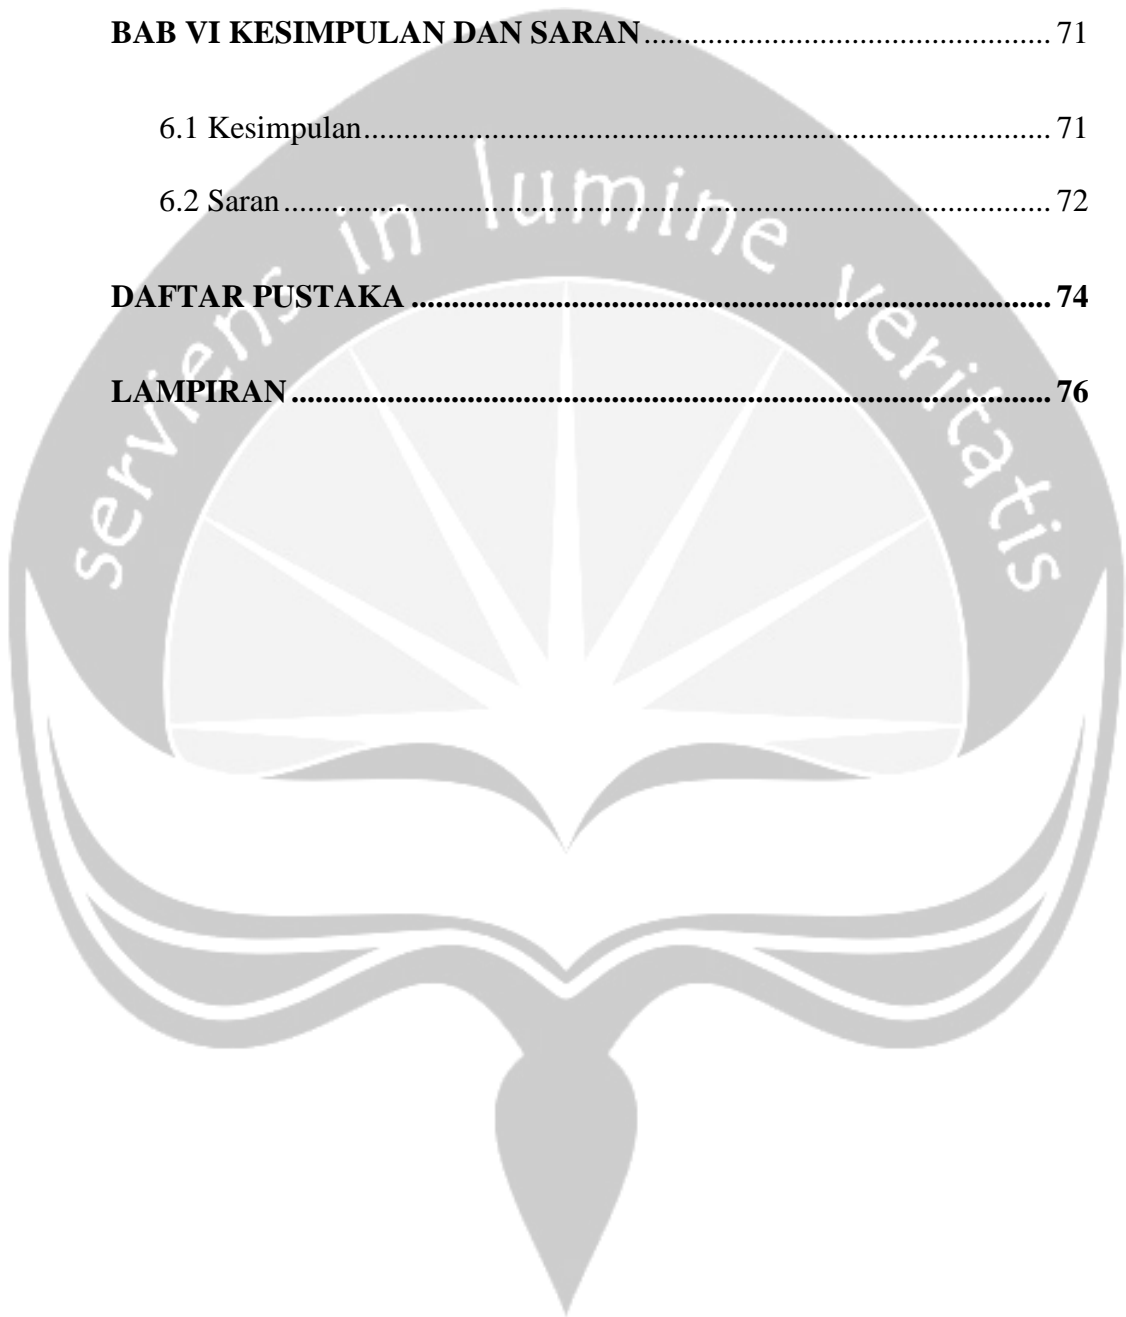 BAB VI KESIMPULAN DAN SARAN.................................................... 71
6.1 Kesimpulan........................................................................................ 71
6.2 Saran.................................................................................................. 72
DAFTAR PUSTAKA.................................................................................. 74
LAMPIRAN................................................................................................. 76
serviens in lumine veritatis